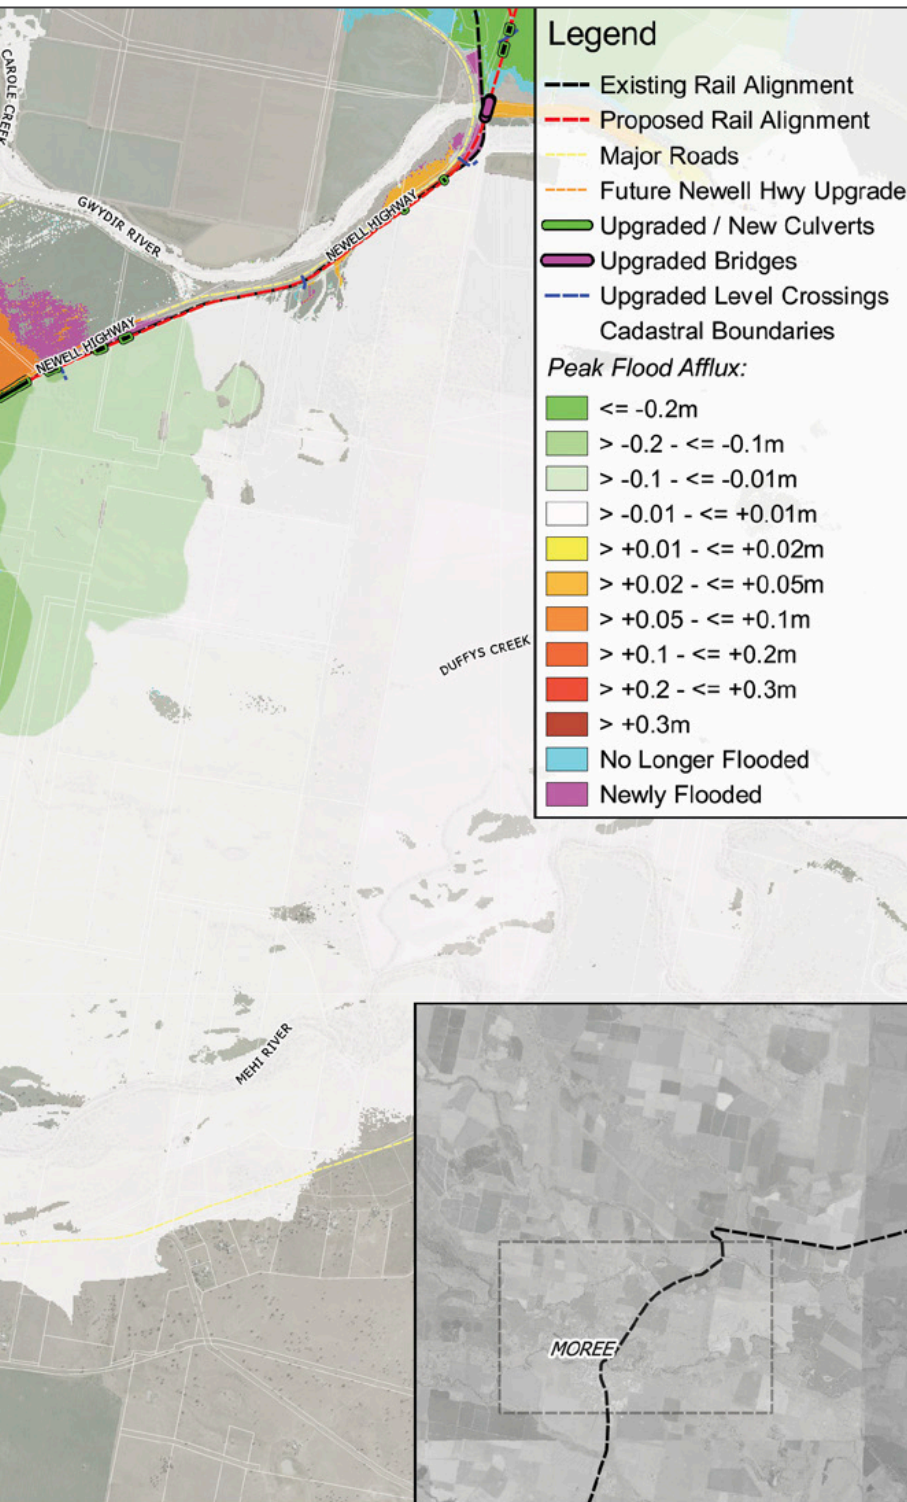 Legend
Existing Rail Alignment
Proposed Rail Alignment
Major Roads
Future Newell Hwy Upgrade
Upgraded / New Culverts
Upgraded Bridges
Upgraded Level Crossings
Cadastral Boundaries
Peak Flood Afflux:
<= -0.2m
> -0.2 - <= -0.1m
> -0.1 - <= -0.01m
> -0.01 - <= +0.01m
> +0.01 - <= +0.02m
> +0.02 - <= +0.05m
> +0.05 - <= +0.1m
> +0.1 - <= +0.2m
> +0.2 - <= +0.3m
> +0.3m
No Longer Flooded
Newly Flooded
CAROLE CREEK
GWYDIR RIVER
NEWELL HIGHWAY
NEWELL HIGHWAY
DUFFYS CREEK
MEHI RIVER
MOREE